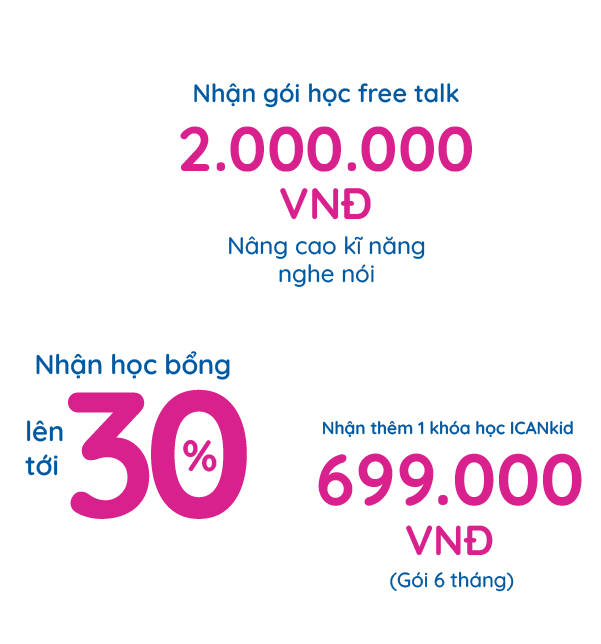 Nhận gói học free talk
2.000.000
VNĐ
Nâng cao kĩ năng
nghe nói
Nhận học bổng
lên
tới
30%
Nhận thêm 1 khóa học ICANkid
699.000
VNĐ
(Gói 6 tháng)